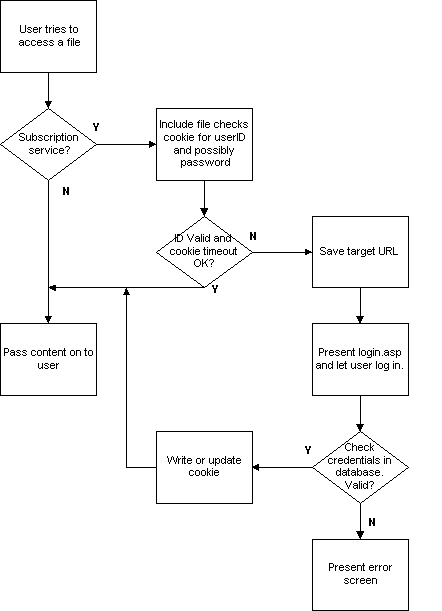 User tries to
access a file
Subscription
service?
Y
N
Include file checks
cookie for userID
and possibly
password
ID Valid and
cookie timeout
OK?
N
Y
Save target URL
Pass content on to
user
Present login.asp
and let user log in.
Check
credentials in
database.
Valid?
Y
N
Write or update
cookie
Present error
screen